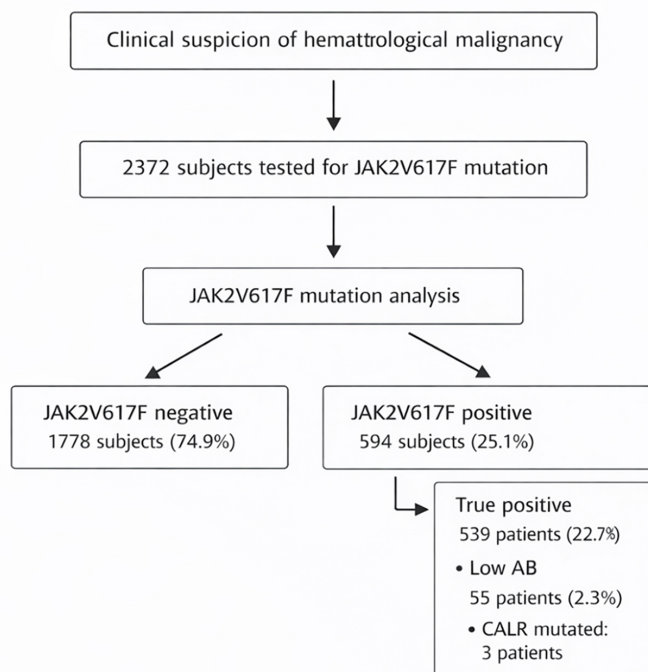 Clinical suspicion of hemattrological malignancy
2372 subjects tested for JAK2V617F mutation
JAK2V617F mutation analysis
JAK2V617F negative
1778 subjects (74.9%)
JAK2V617F positive
594 subjects (25.1%)
True positive
539 patients (22.7%)
• Low AB
55 patients (2.3%)
• CALR mutated:
3 patients